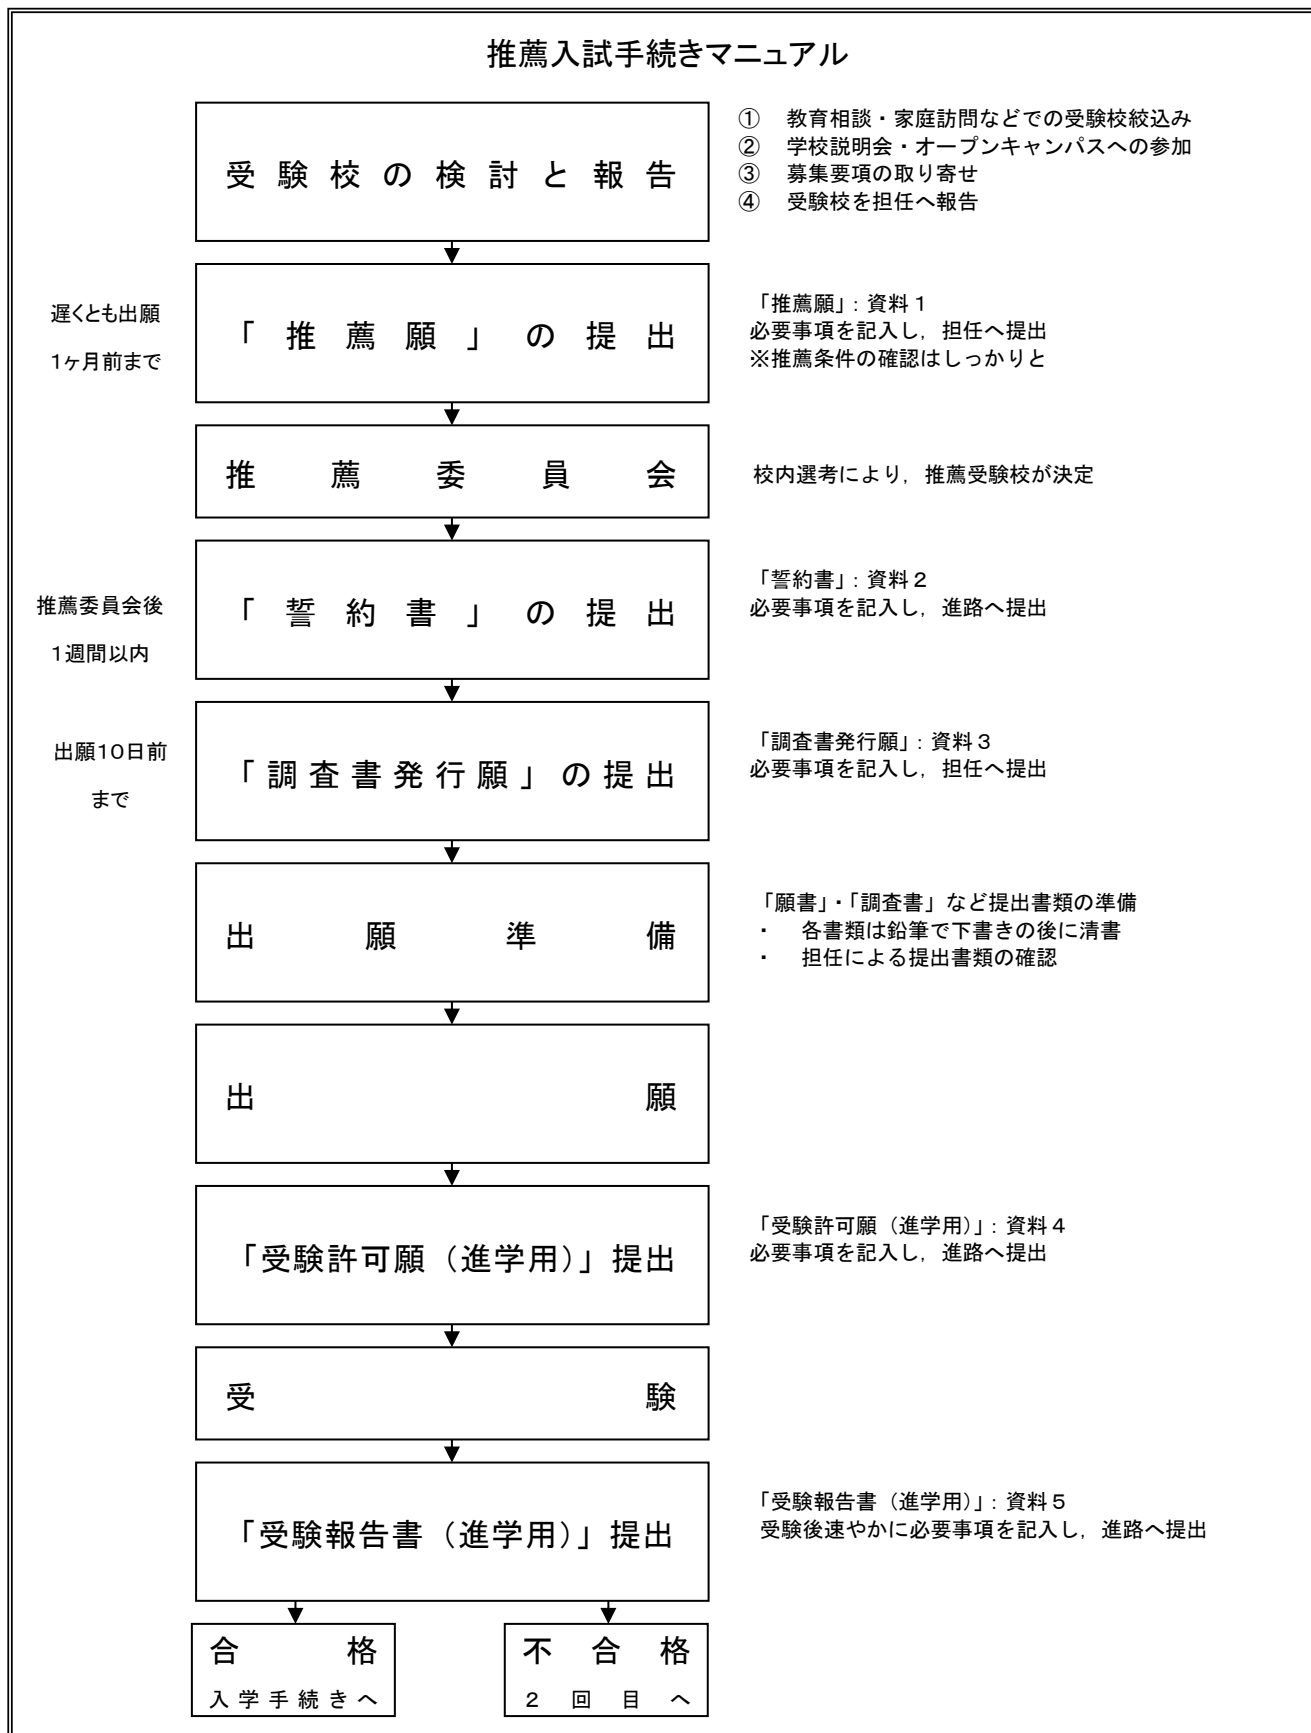 推薦入試手続きマニュアル
受験校の検討と報告
① 教育相談・家庭訪問などでの受験校絞込み
② 学校説明会・オープンキャンパスへの参加
③ 募集要項の取り寄せ
④ 受験校を担任へ報告
遅くとも出願
1ヶ月前まで
「推薦願」の提出
「推薦願」：資料１
必要事項を記入し，担任へ提出
※推薦条件の確認はしっかりと
推薦委員会
校内選考により，推薦受験校が決定
推薦委員会後
1週間以内
「誓約書」の提出
「誓約書」：資料２
必要事項を記入し，進路へ提出
出願10日前
まで
「調査書発行願」の提出
「調査書発行願」：資料３
必要事項を記入し，担任へ提出
出願準備
「願書」・「調査書」など提出書類の準備
・ 各書類は鉛筆で下書きの後に清書
・ 担任による提出書類の確認
出願
「受験許可願（進学用）」提出
「受験許可願（進学用）」：資料４
必要事項を記入し，進路へ提出
受験
「受験報告書（進学用）」提出
「受験報告書（進学用）」：資料５
受験後速やかに必要事項を記入し，進路へ提出
合格
入学手続きへ
不合格
２回目へ